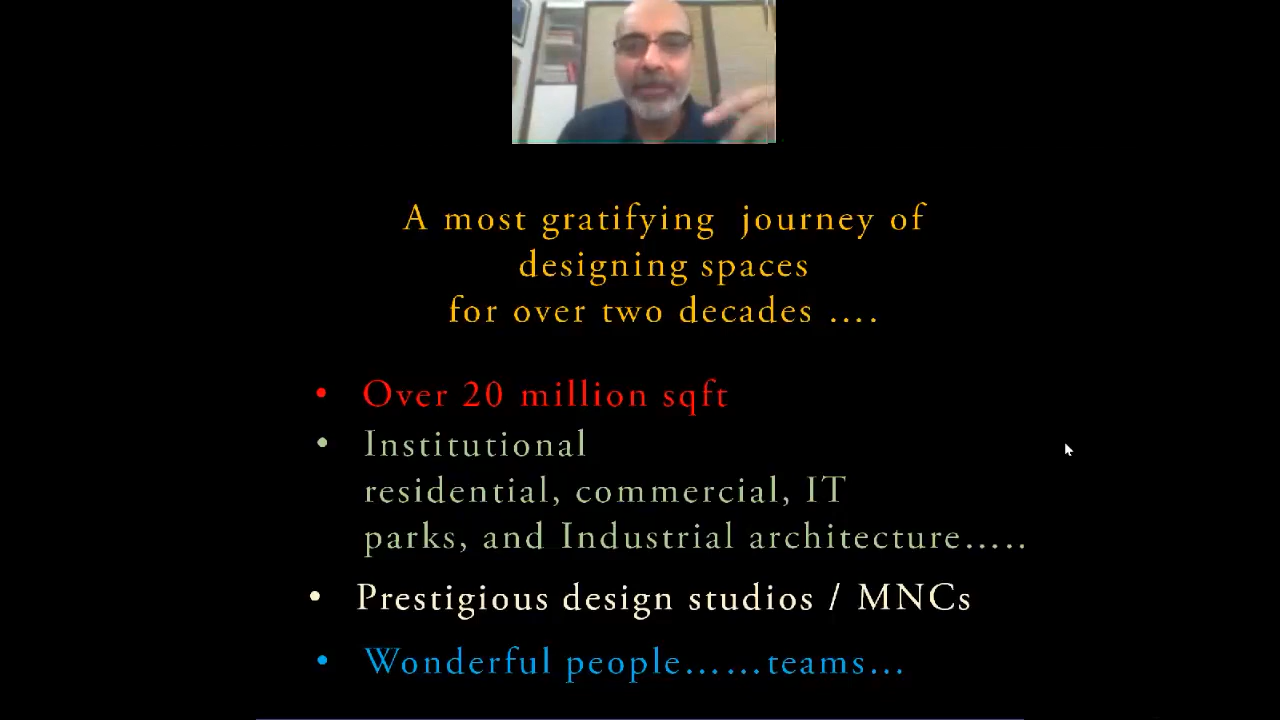 A most gratifying journey of
designing spaces
for over two decades ....
• Over 20 million sqft
• Institutional
residential, commercial, IT
parks, and Industrial architecture.....
• Prestigious design studios / MNCs
• Wonderful people......teams...